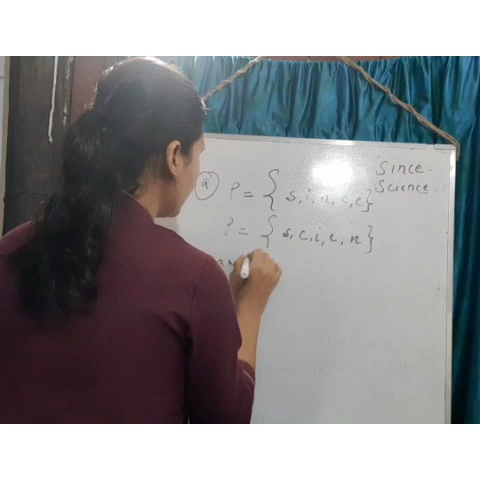 Since.
Science.
(a) P = { s, i, n, c, e}
? = { s, c, i, e, n }